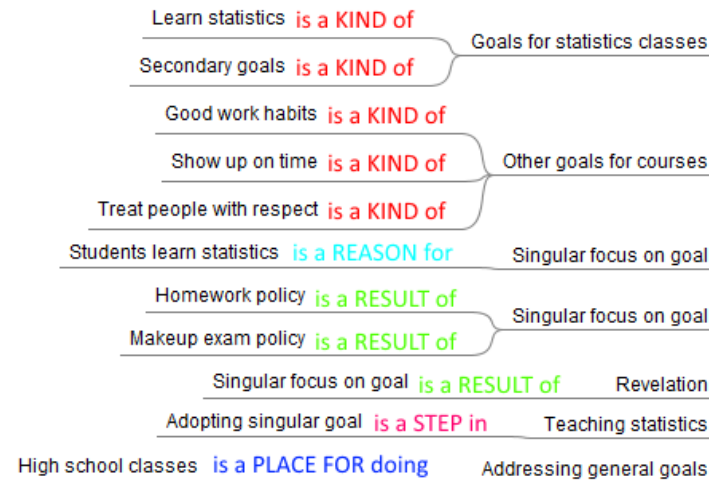 Learn statistics is a KIND of
Goals for statistics classes
Secondary goals is a KIND of
Good work habits is a KIND of
Show up on time is a KIND of Other goals for courses
Treat people with respect is a KIND of
Students learn statistics is a REASON for Singular focus on goal
Homework policy is a RESULT of
Singular focus on goal
Makeup exam policy is a RESULT of
Singular focus on goal is a RESULT of Revelation
Adopting singular goal is a STEP in Teaching statistics
High school classes is a PLACE FOR doing Addressing general goals